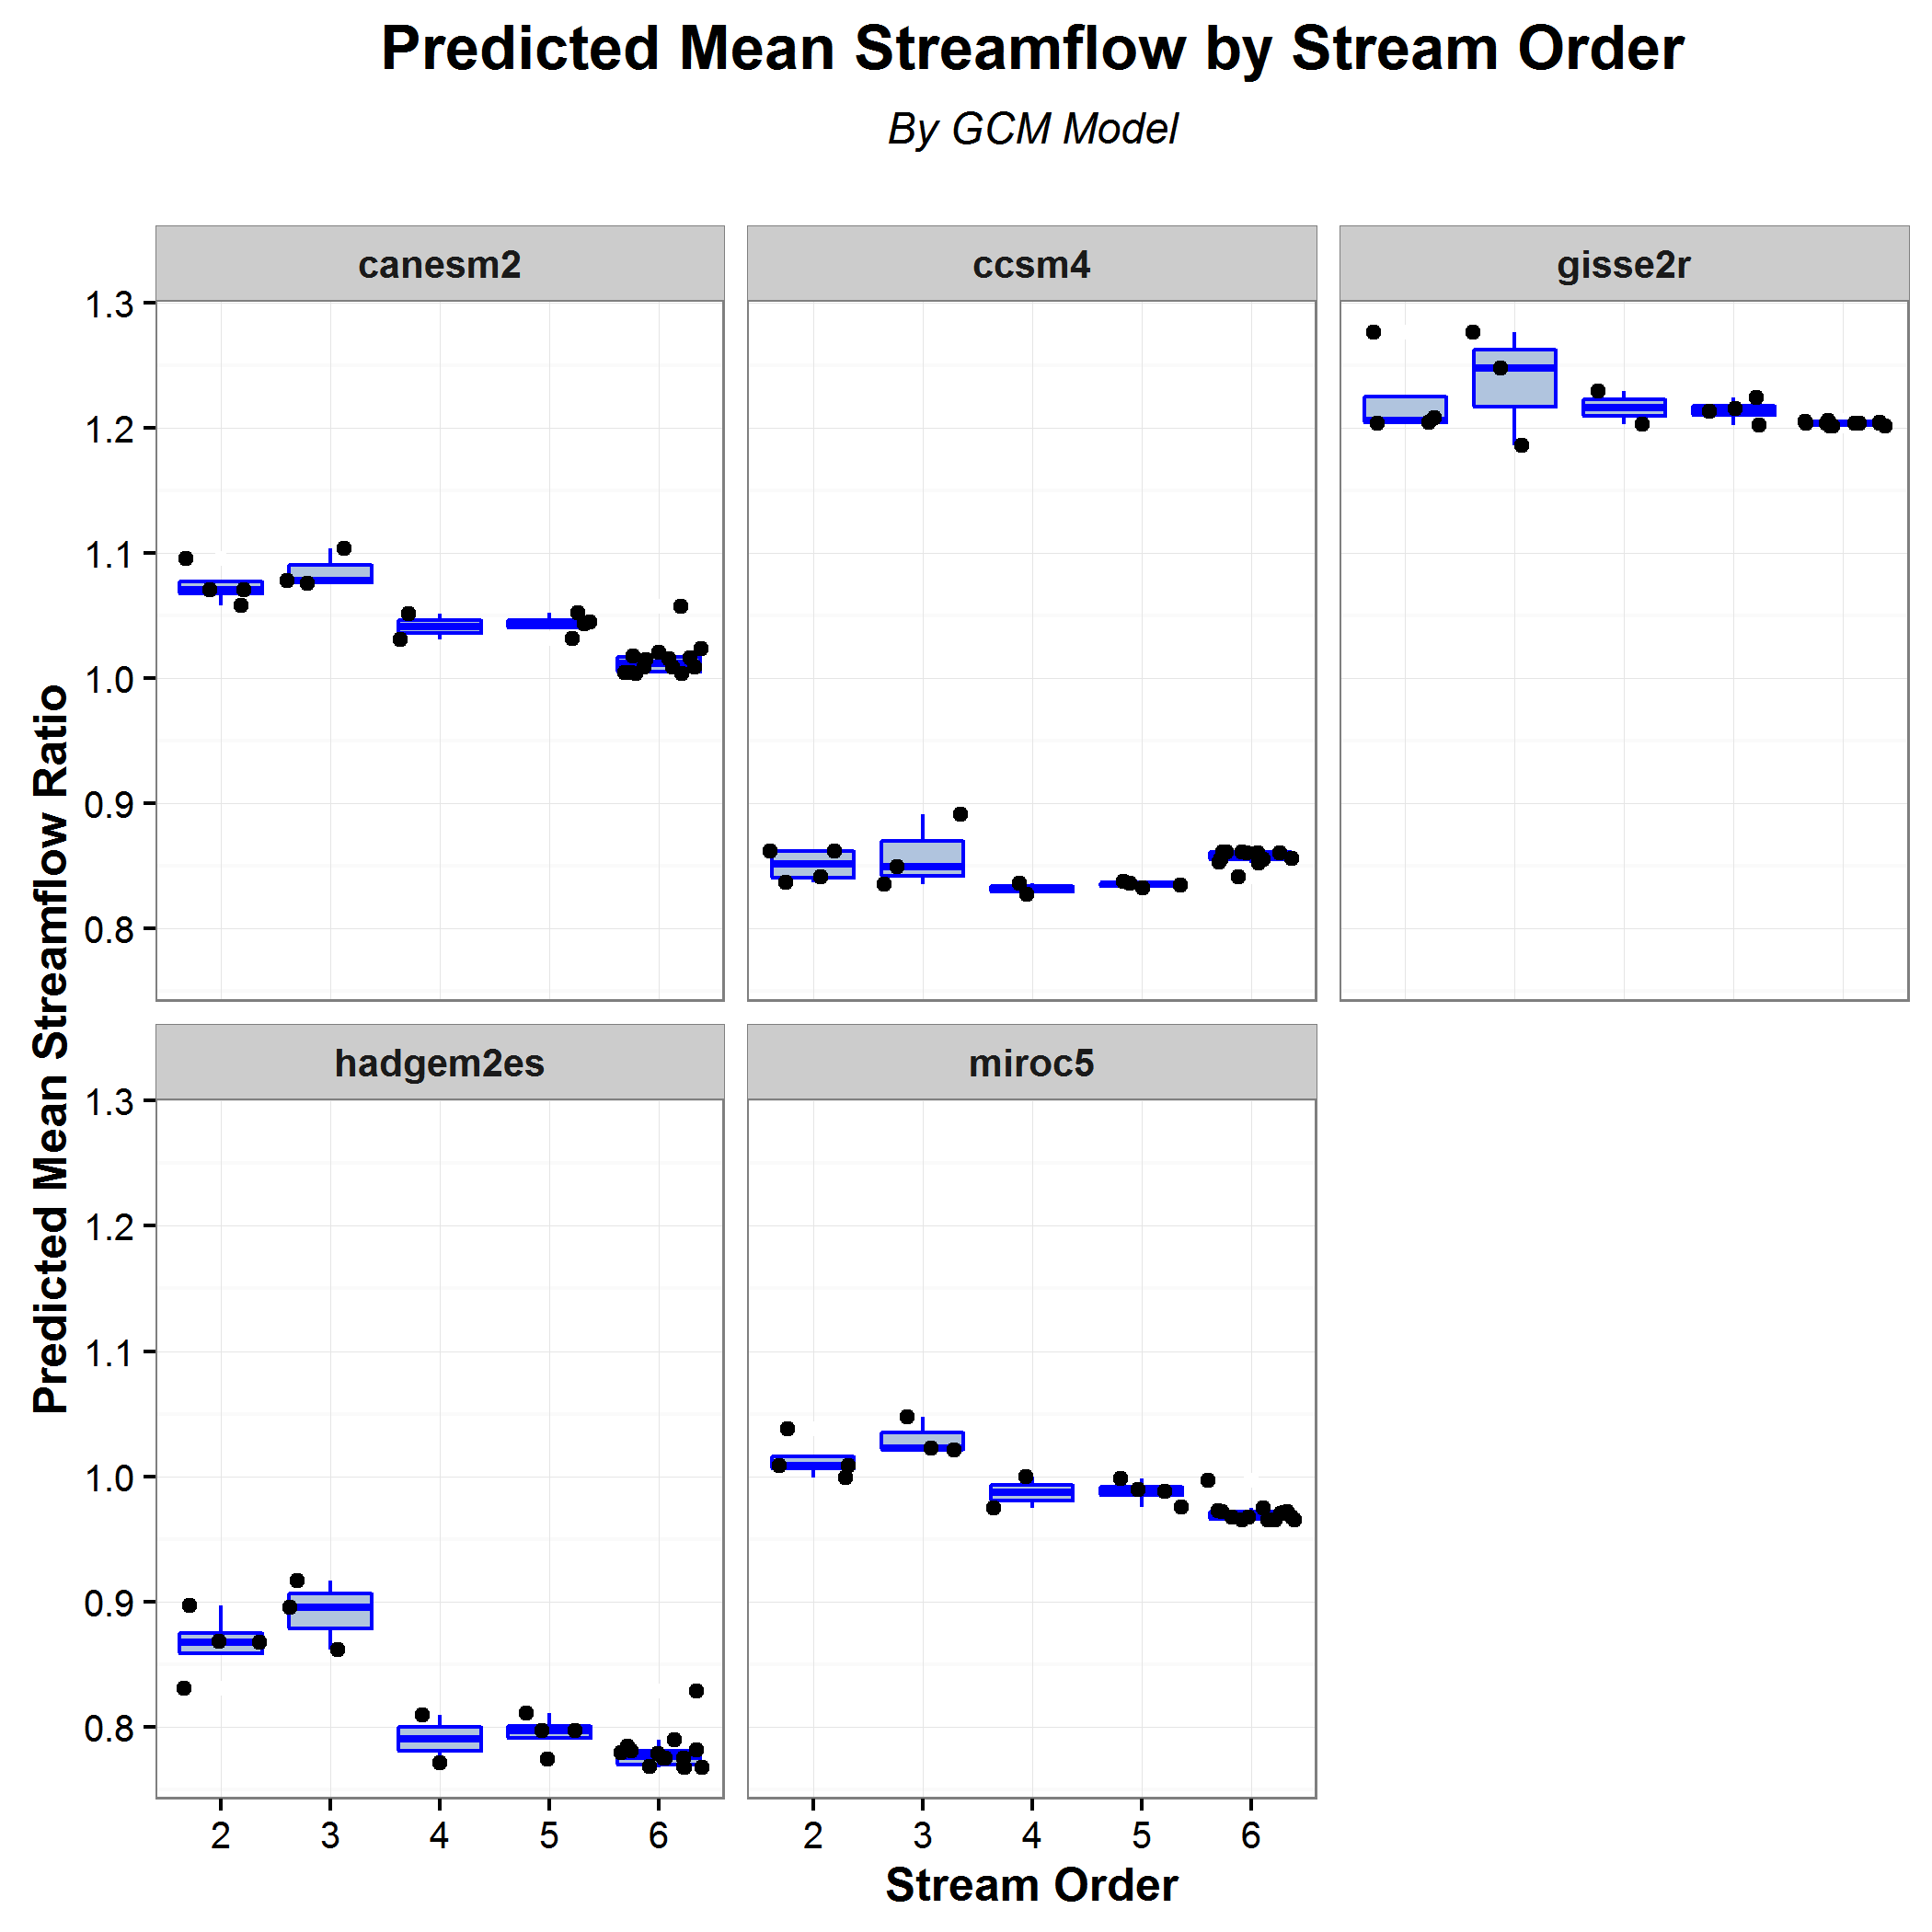 Predicted Mean Streamflow by Stream Order
By GCM Model
canesm2
ccsm4
gisse2r
1.3
1.2
1.1
1.0
0.9
0.8
Predicted Mean Streamflow Ratio
hadgem2es
miroc5
1.3
1.2
1.1
1.0
0.9
0.8
2 3 4 5 6
2 3 4 5 6
Stream Order